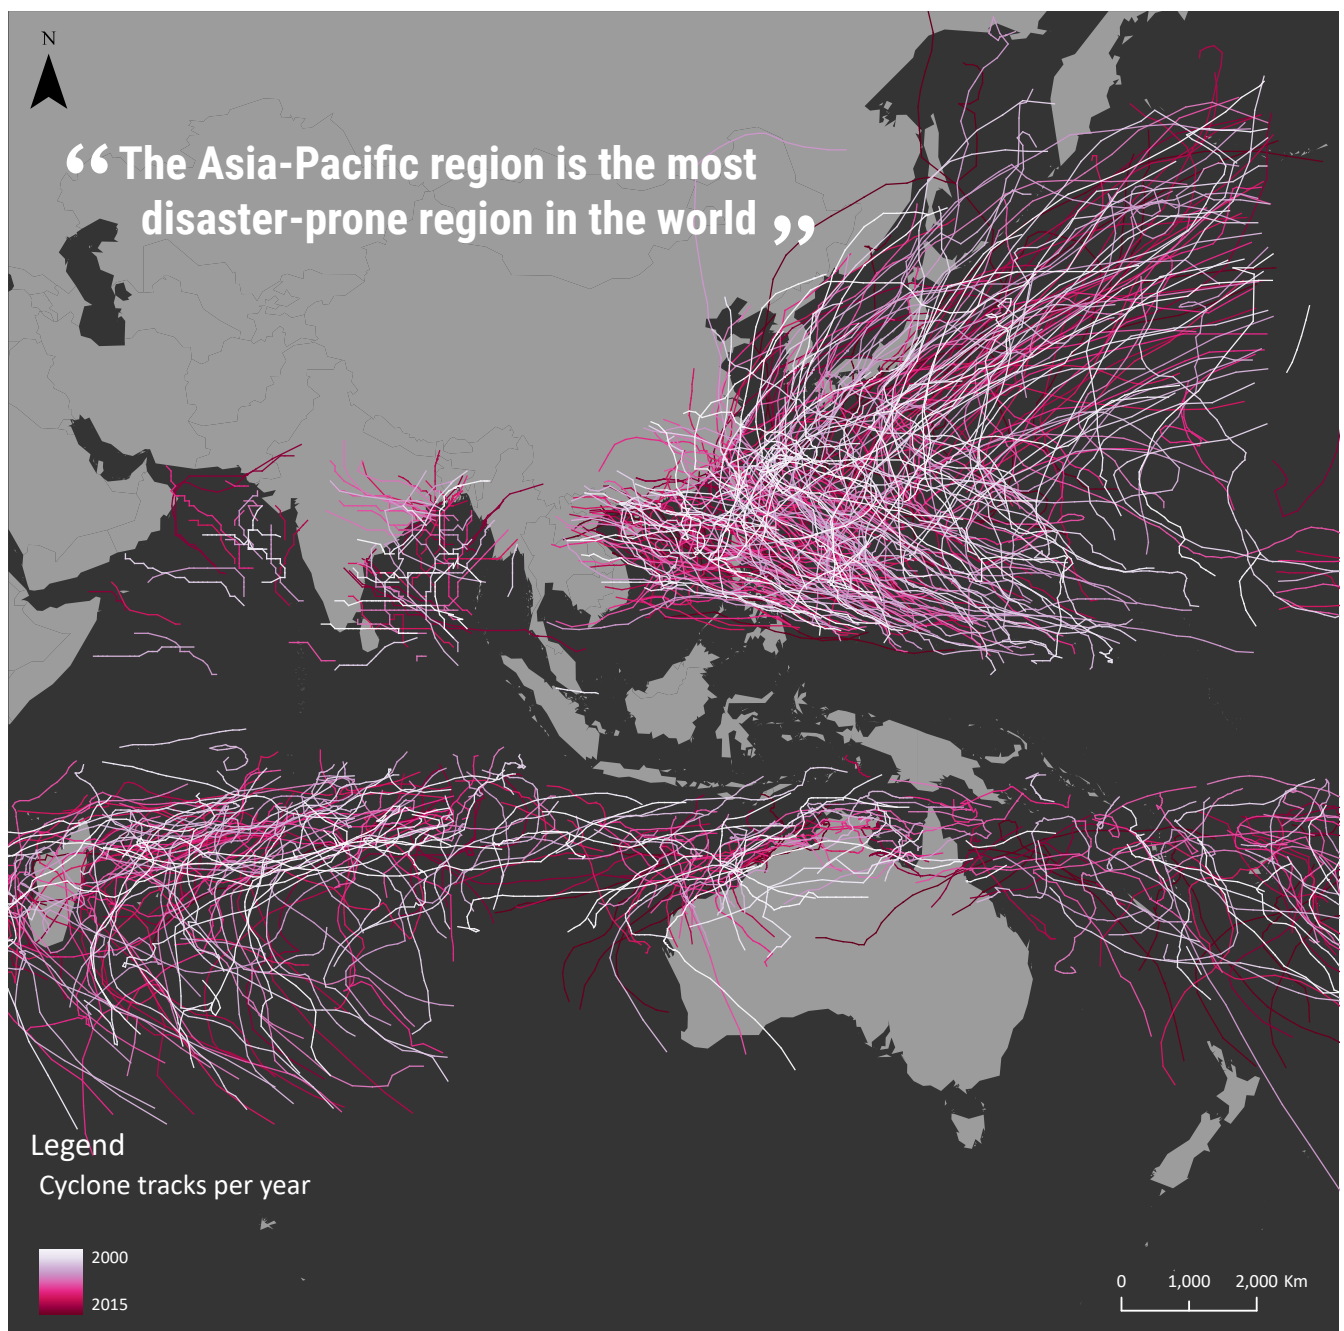 N
“ The Asia-Pacific region is the most
disaster-prone region in the world ”
Legend
Cyclone tracks per year
2000
2015
0 1,000 2,000 Km